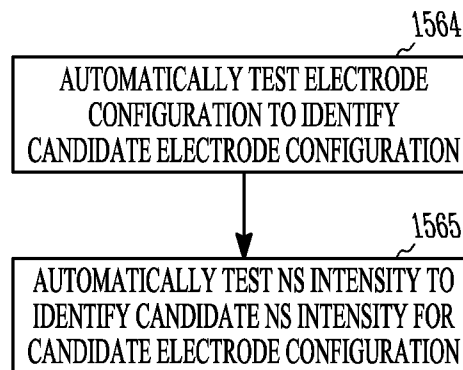 1564
AUTOMATICALLY TEST ELECTRODE
CONFIGURATION TO IDENTIFY
CANDIDATE ELECTRODE CONFIGURATION
1565
AUTOMATICALLY TEST NS INTENSITY TO
IDENTIFY CANDIDATE NS INTENSITY FOR
CANDIDATE ELECTRODE CONFIGURATION